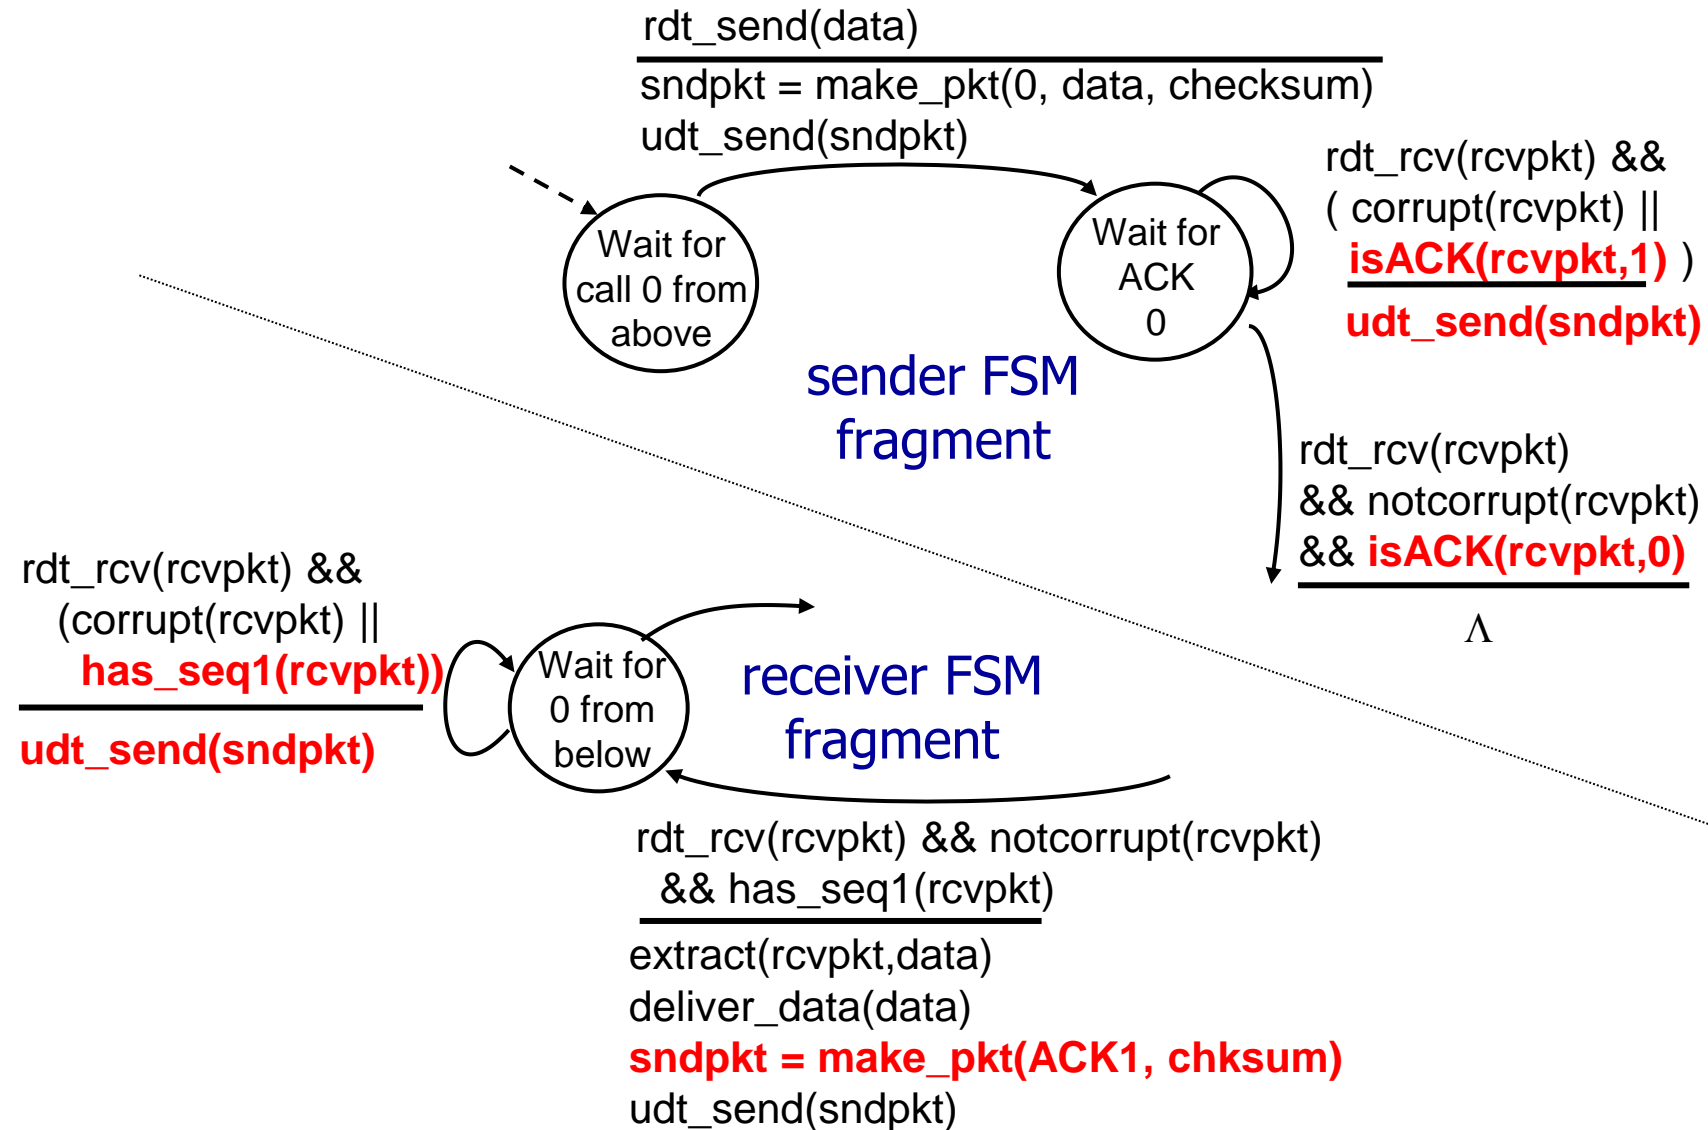 rdt_send(data)
sndpkt = make_pkt(0, data, checksum)
udt_send(sndpkt)
rdt_rcv(rcvpkt) &&
( corrupt(rcvpkt) ||
isACK(rcvpkt,1) )
udt_send(sndpkt)
Wait for
call 0 from
above
Wait for
ACK
0
sender FSM
fragment
rdt_rcv(rcvpkt)
&& notcorrupt(rcvpkt)
&& isACK(rcvpkt,0)
Λ
rdt_rcv(rcvpkt) &&
(corrupt(rcvpkt) ||
has_seq1(rcvpkt))
udt_send(sndpkt)
Wait for
0 from
below
receiver FSM
fragment
rdt_rcv(rcvpkt) && notcorrupt(rcvpkt)
&& has_seq1(rcvpkt)
extract(rcvpkt,data)
deliver_data(data)
sndpkt = make_pkt(ACK1, chksum)
udt_send(sndpkt)